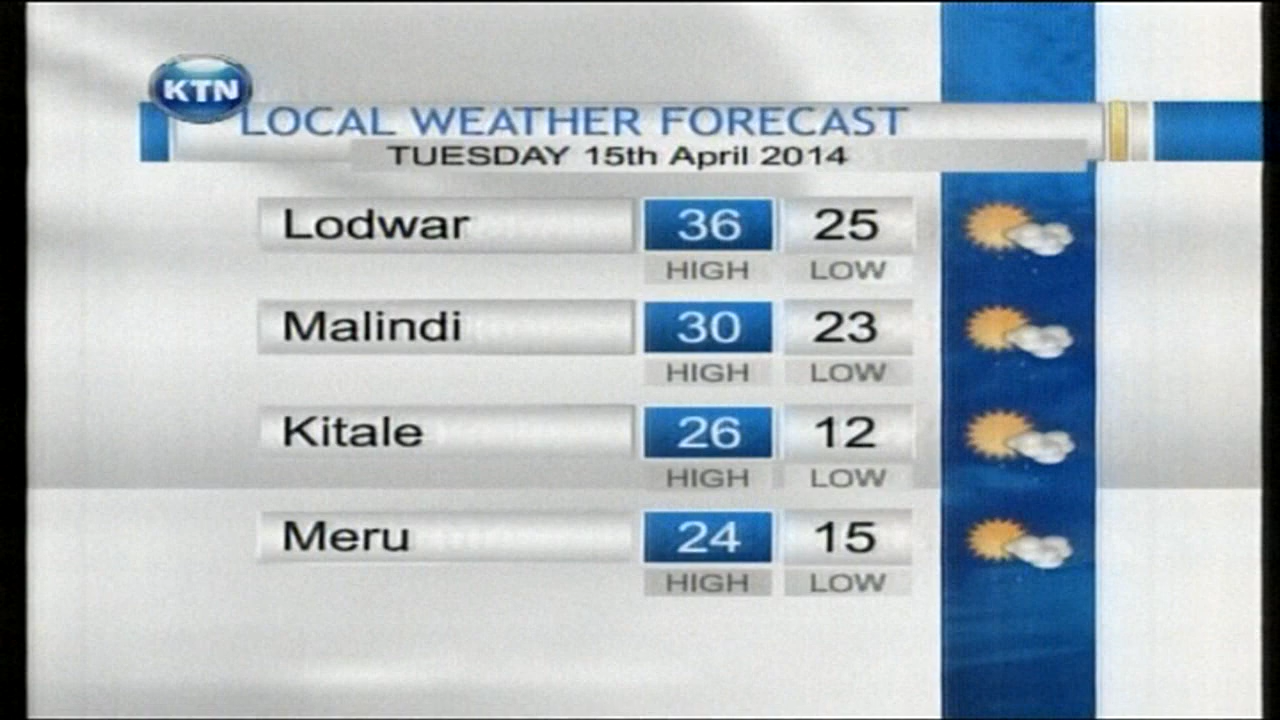 KTN
LOCAL WEATHER FORECAST
TUESDAY 15th April 2014
Lodwar 36 25
HIGH LOW
Malindi 30 23
HIGH LOW
Kitale 26 12
HIGH LOW
Meru 24 15
HIGH LOW